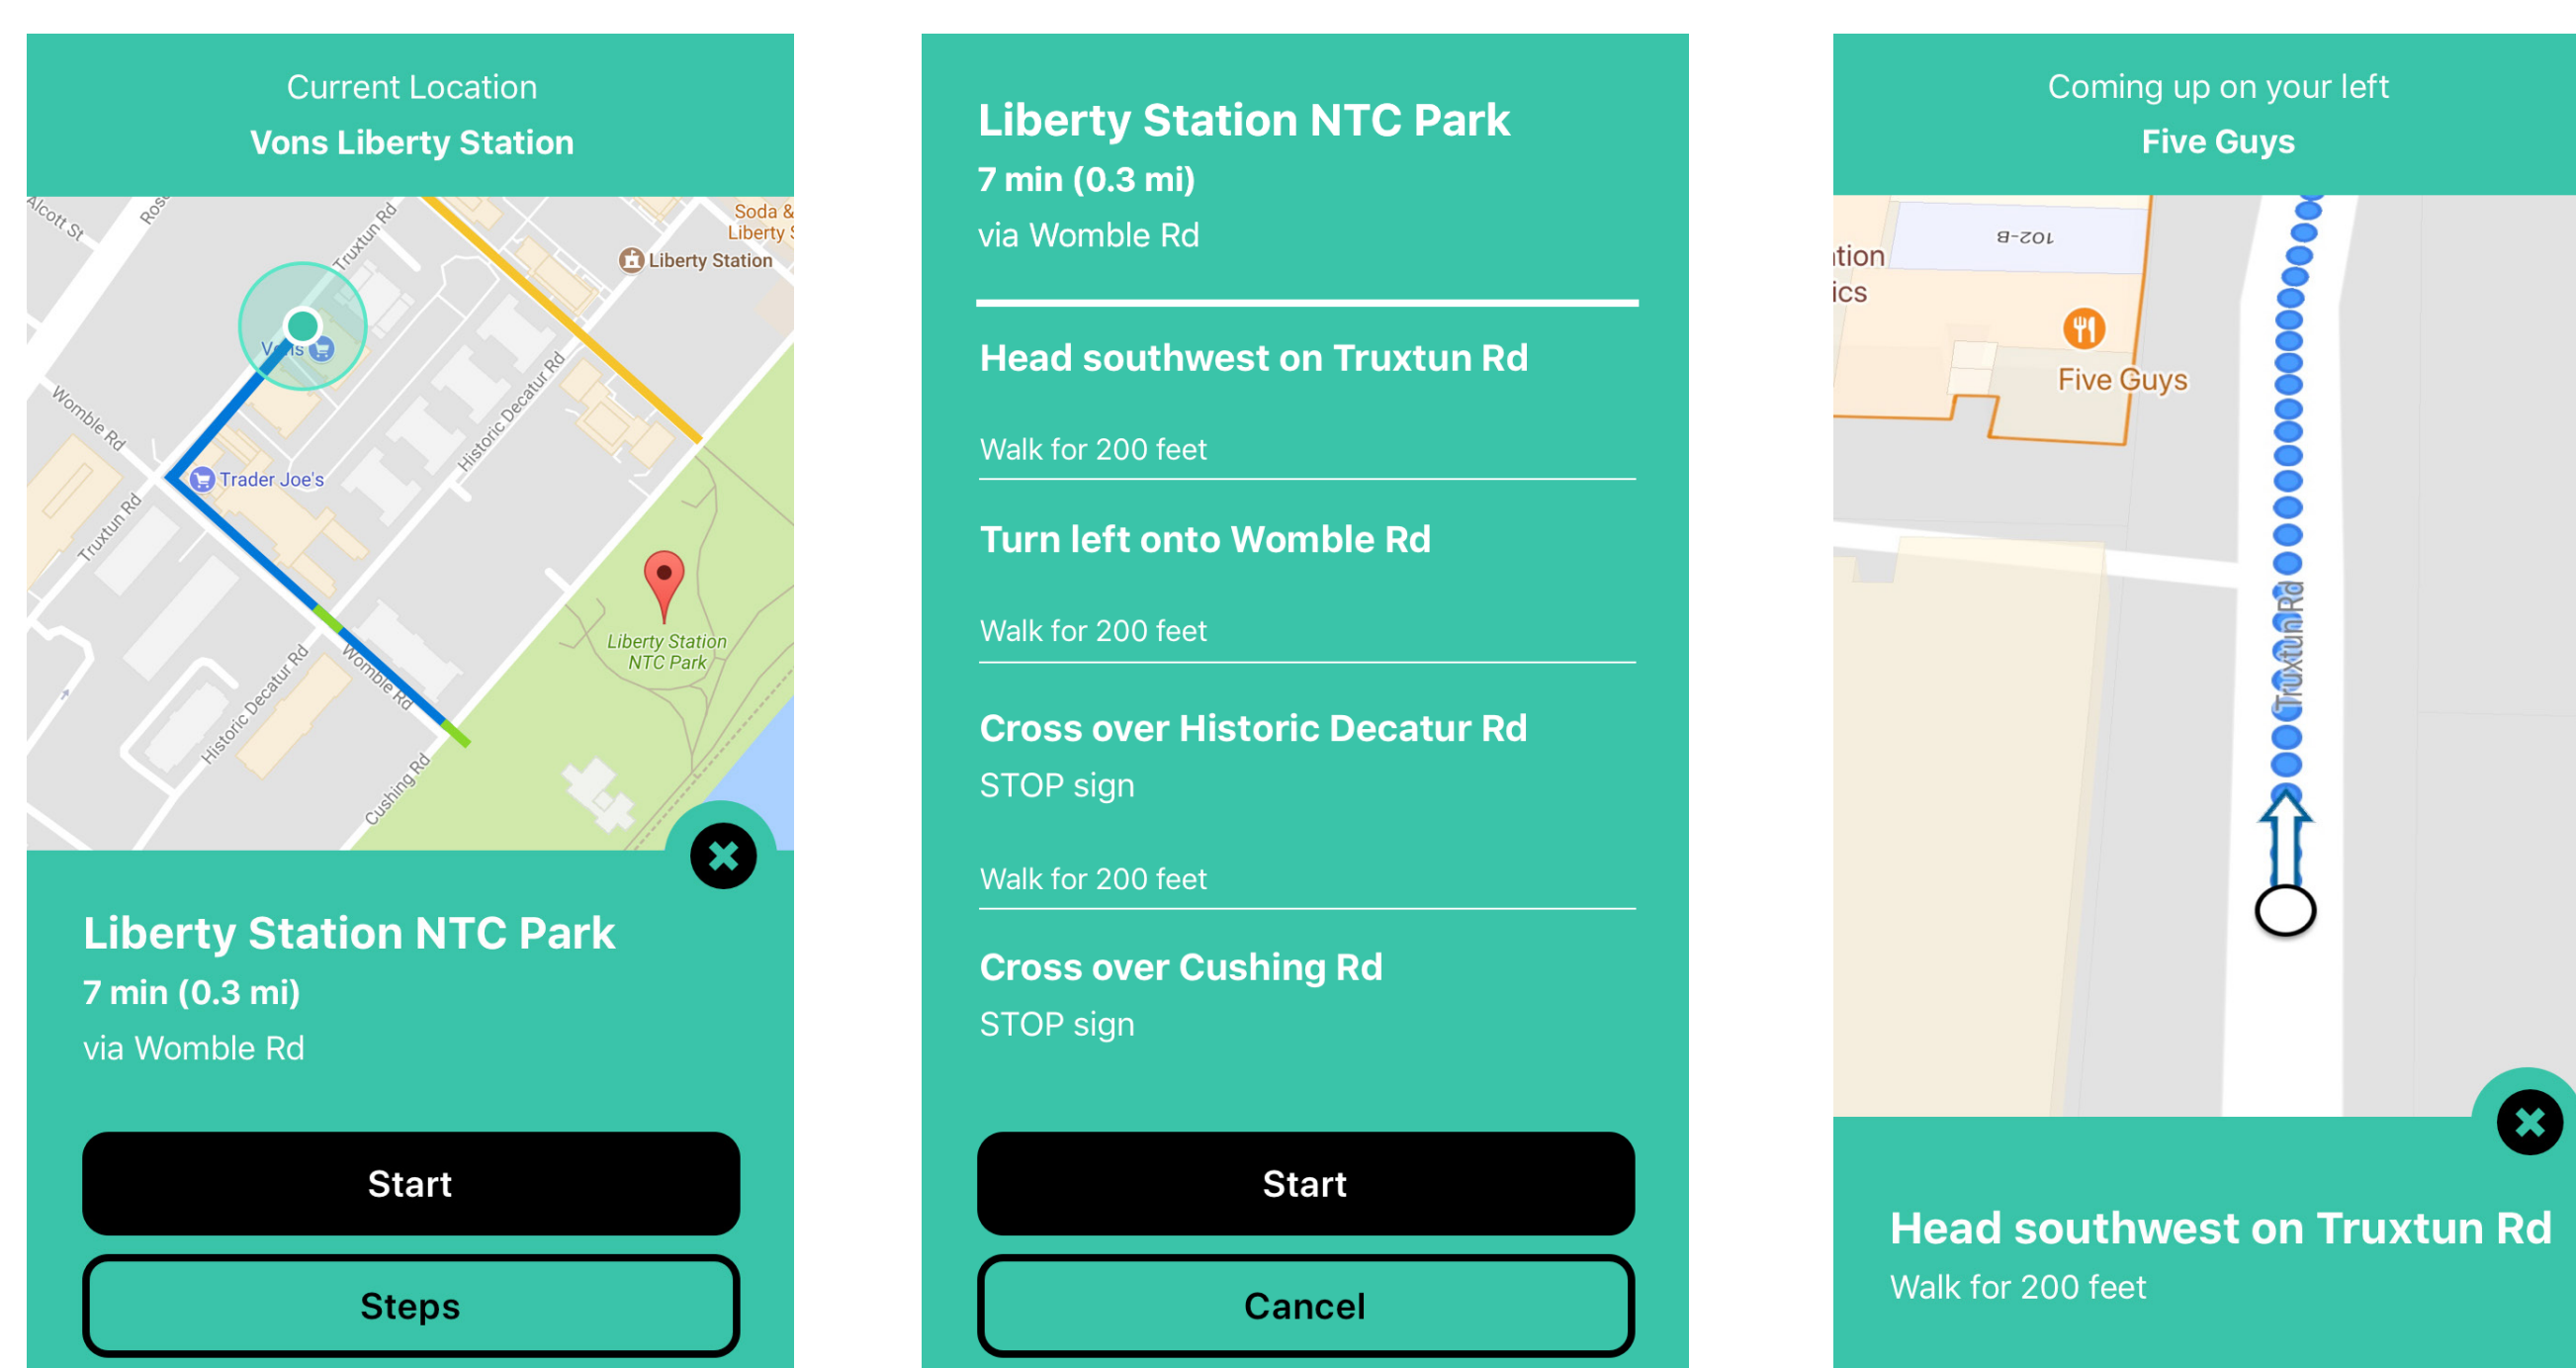 Current Location
Vons Liberty Station
Alcott St
Truxtun Rd
Soda &
Liberty
Liberty Station
Vons
Womble Rd
Historic Decatur Rd
Trader Joe's
Truxtun Rd
Liberty Station
NTC Park
Womble Rd
Historic Decatur Rd
Cushing Rd
Liberty Station NTC Park
7 min (0.3 mi)
via Womble Rd
Start
Steps
Liberty Station NTC Park
7 min (0.3 mi)
via Womble Rd
Head southwest on Truxtun Rd
Walk for 200 feet
Turn left onto Womble Rd
Walk for 200 feet
Cross over Historic Decatur Rd
STOP sign
Walk for 200 feet
Cross over Cushing Rd
STOP sign
Start
Cancel
Coming up on your left
Five Guys
102-B
tion
ics
Five Guys
Truxtun Rd
Head southwest on Truxtun Rd
Walk for 200 feet